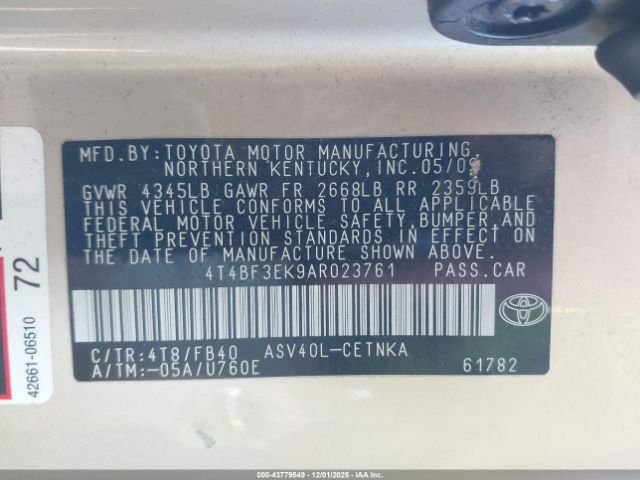 MFD.BY:TOYOTA MOTOR MANUFACTURING,
NORTHERN KENTUCKY,INC.05/09
GVWR 4345LB GAWR FR 2668LB RR 2359LB
THIS VEHICLE CONFORMS TO ALL APPLICABLE
FEDERAL MOTOR VEHICLE SAFETY, BUMPER, AND
THEFT PREVENTION STANDARDS IN EFFECT ON
THE DATE OF MANUFACTURE SHOWN ABOVE.
4T4BF3EK9AR023761 PASS.CAR
C/TR:4T8/FB40 ASV40L-CETNKA
A/TM:-05A/U760E 61782
TOYOTA
72
42661-06510
000-43779549 | 12/01/2025 | COPART